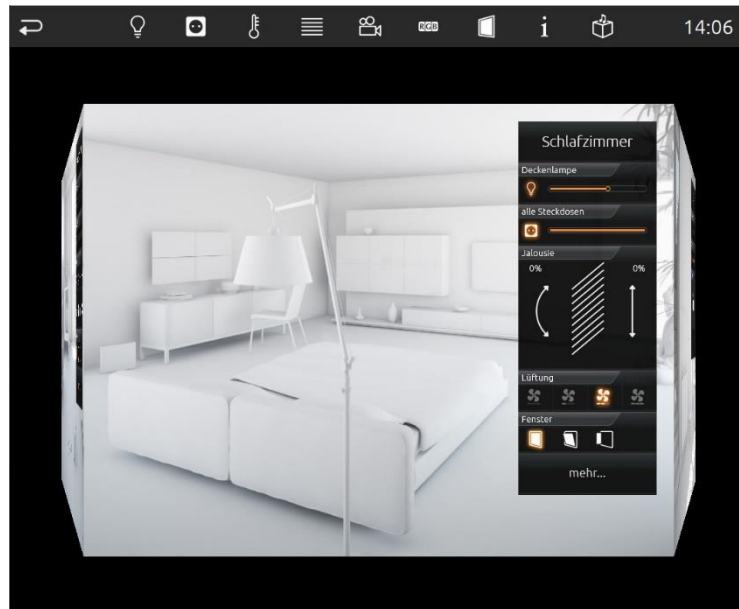 RGB
i
14:06
Schlafzimmer
Deckenlampe
alle Steckdosen
Jalousie
0% 0%
Lüftung
Fenster
mehr...